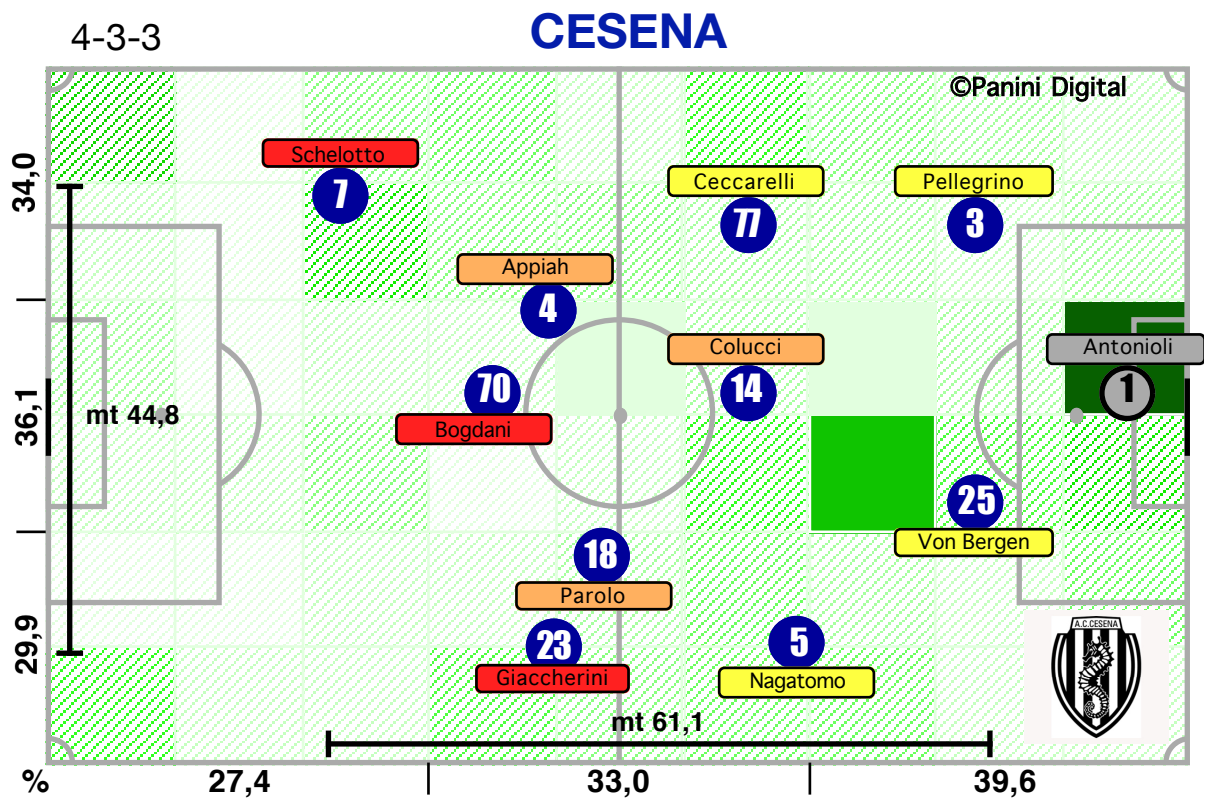 4-3-3
CESENA
©Panini Digital
34,0
Schelotto
7
Ceccarelli
77
Pellegrino
3
Appiah
4
Colucci
14
Antonioli
1
36,1
mt 44,8
70
Bogdani
25
Von Bergen
18
Parolo
29,9
23
Giaccherini
5
Nagatomo
A.C.CESENA
mt 61,1
%
27,4
33,0
39,6